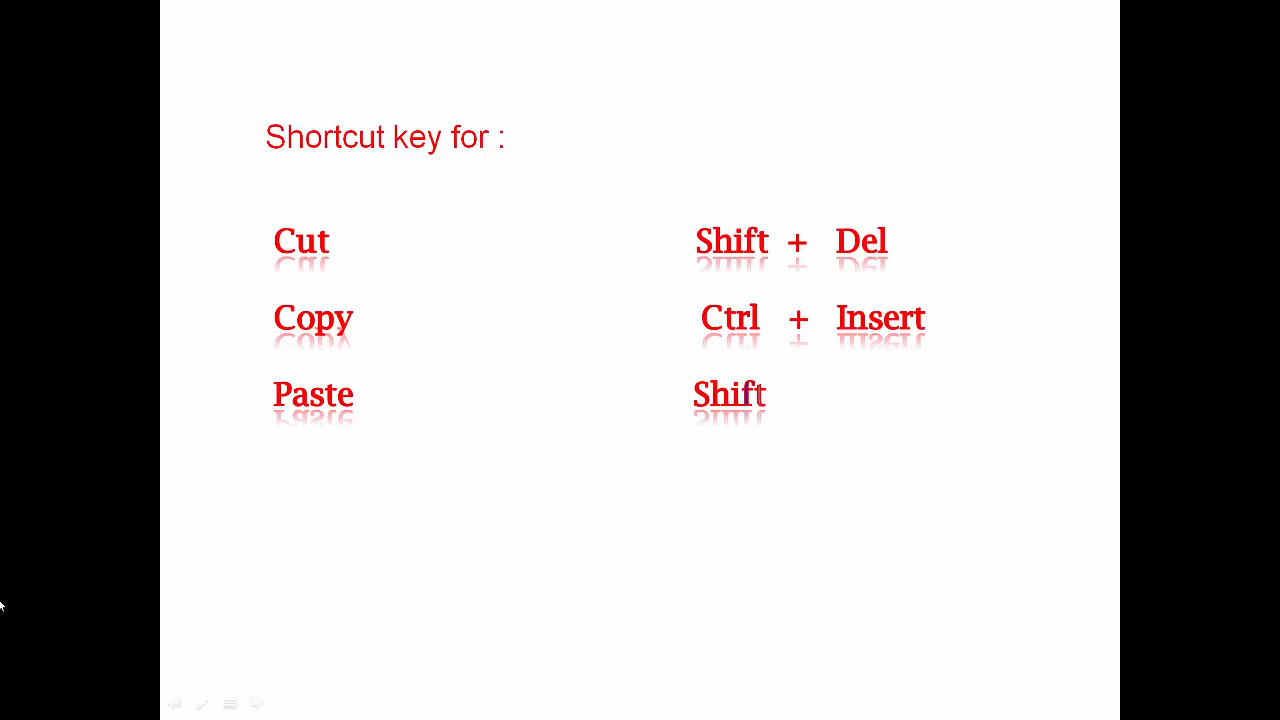 Shortcut key for :
Cut Shift + Del
Copy Ctrl + Insert
Paste Shift